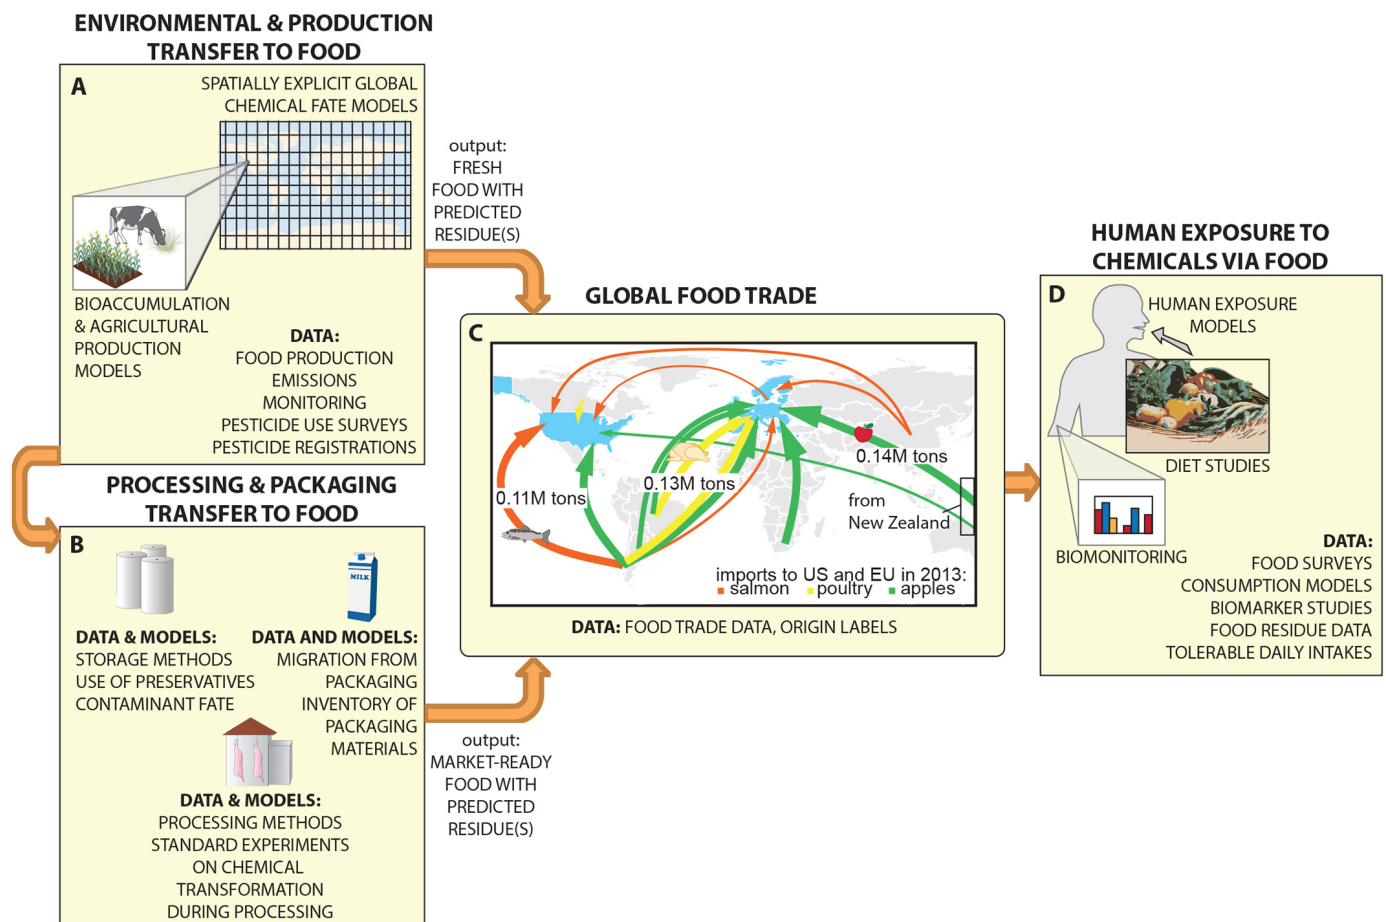 ENVIRONMENTAL & PRODUCTION
TRANSFER TO FOOD
A
SPATIALLY EXPLICIT GLOBAL
CHEMICAL FATE MODELS
BIOACCUMULATION
& AGRICULTURAL
PRODUCTION
MODELS
DATA:
FOOD PRODUCTION
EMISSIONS
MONITORING
PESTICIDE USE SURVEYS
PESTICIDE REGISTRATIONS
output:
FRESH
FOOD WITH
PREDICTED
RESIDUE(S)
PROCESSING & PACKAGING
TRANSFER TO FOOD
B
MILK
DATA & MODELS:
STORAGE METHODS
USE OF PRESERVATIVES
CONTAMINANT FATE
DATA AND MODELS:
MIGRATION FROM
PACKAGING
INVENTORY OF
PACKAGING
MATERIALS
DATA & MODELS:
PROCESSING METHODS
STANDARD EXPERIMENTS
ON CHEMICAL
TRANSFORMATION
DURING PROCESSING
output:
MARKET-READY
FOOD WITH
PREDICTED
RESIDUE(S)
GLOBAL FOOD TRADE
C
0.11M tons
0.13M tons
0.14M tons
from
New Zealand
imports to US and EU in 2013:
salmon poultry apples
DATA: FOOD TRADE DATA, ORIGIN LABELS
HUMAN EXPOSURE TO
CHEMICALS VIA FOOD
D
HUMAN EXPOSURE
MODELS
DIET STUDIES
BIOMONITORING
DATA:
FOOD SURVEYS
CONSUMPTION MODELS
BIOMARKER STUDIES
FOOD RESIDUE DATA
TOLERABLE DAILY INTAKES